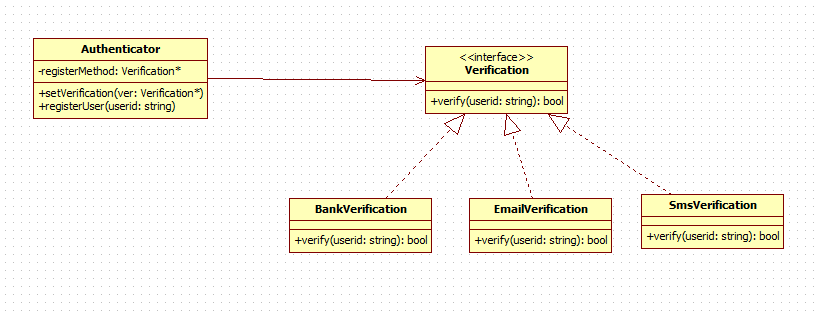 Authenticator
-registerMethod: Verification*
+setVerification(ver: Verification*)
+registerUser(userid: string)
<<interface>>
Verification
+verify(userid: string): bool
BankVerification
+verify(userid: string): bool
EmailVerification
+verify(userid: string): bool
SmsVerification
+verify(userid: string): bool